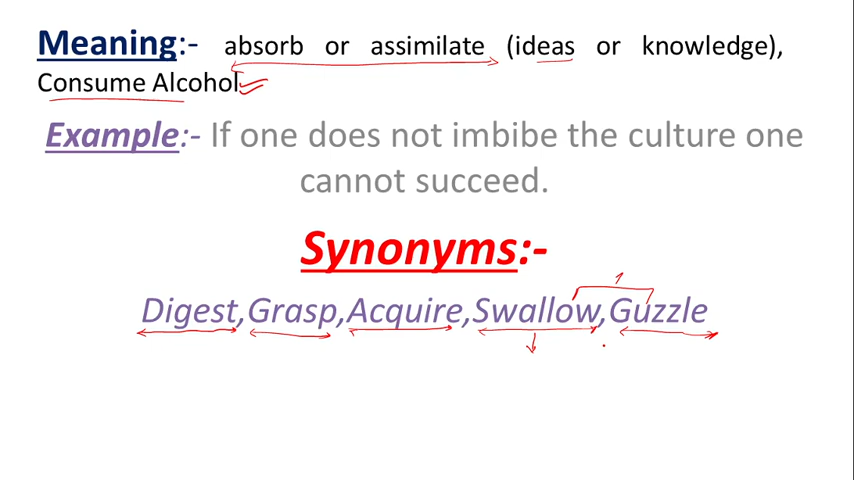 Meaning:- absorb or assimilate (ideas or knowledge),
Consume Alcohol
Example:- If one does not imbibe the culture one
cannot succeed.
Synonyms:-
Digest,Grasp,Acquire,Swallow,Guzzle